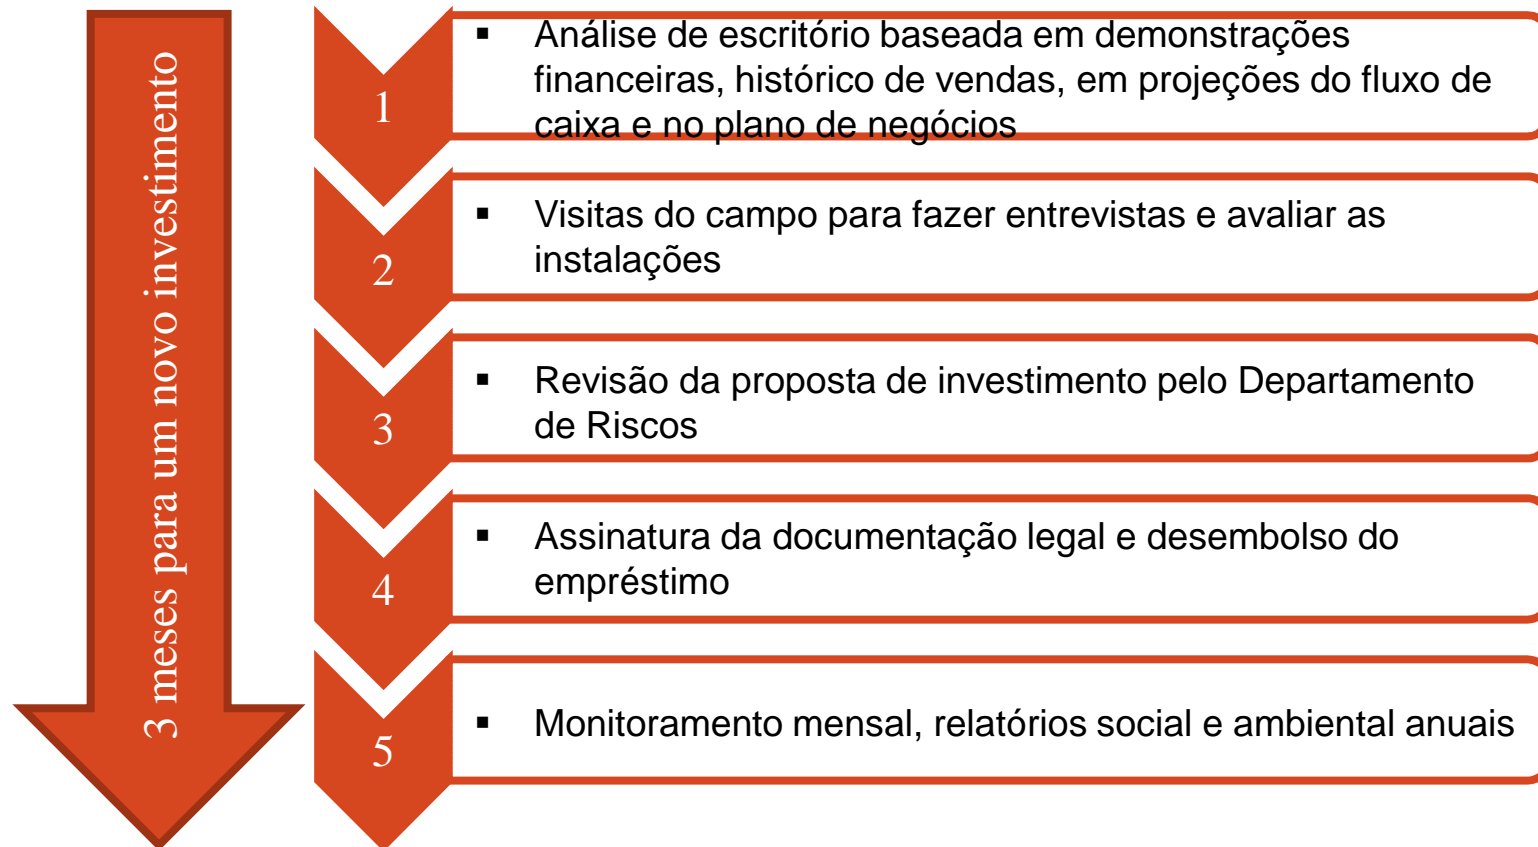 3 meses para um novo investimento
1
▪ Análise de escritório baseada em demonstrações
financeiras, histórico de vendas, em projeções do fluxo de
caixa e no plano de negócios
2
▪ Visitas do campo para fazer entrevistas e avaliar as
instalações
3
▪ Revisão da proposta de investimento pelo Departamento
de Riscos
4
▪ Assinatura da documentação legal e desembolso do
empréstimo
5
▪ Monitoramento mensal, relatórios social e ambiental anuais